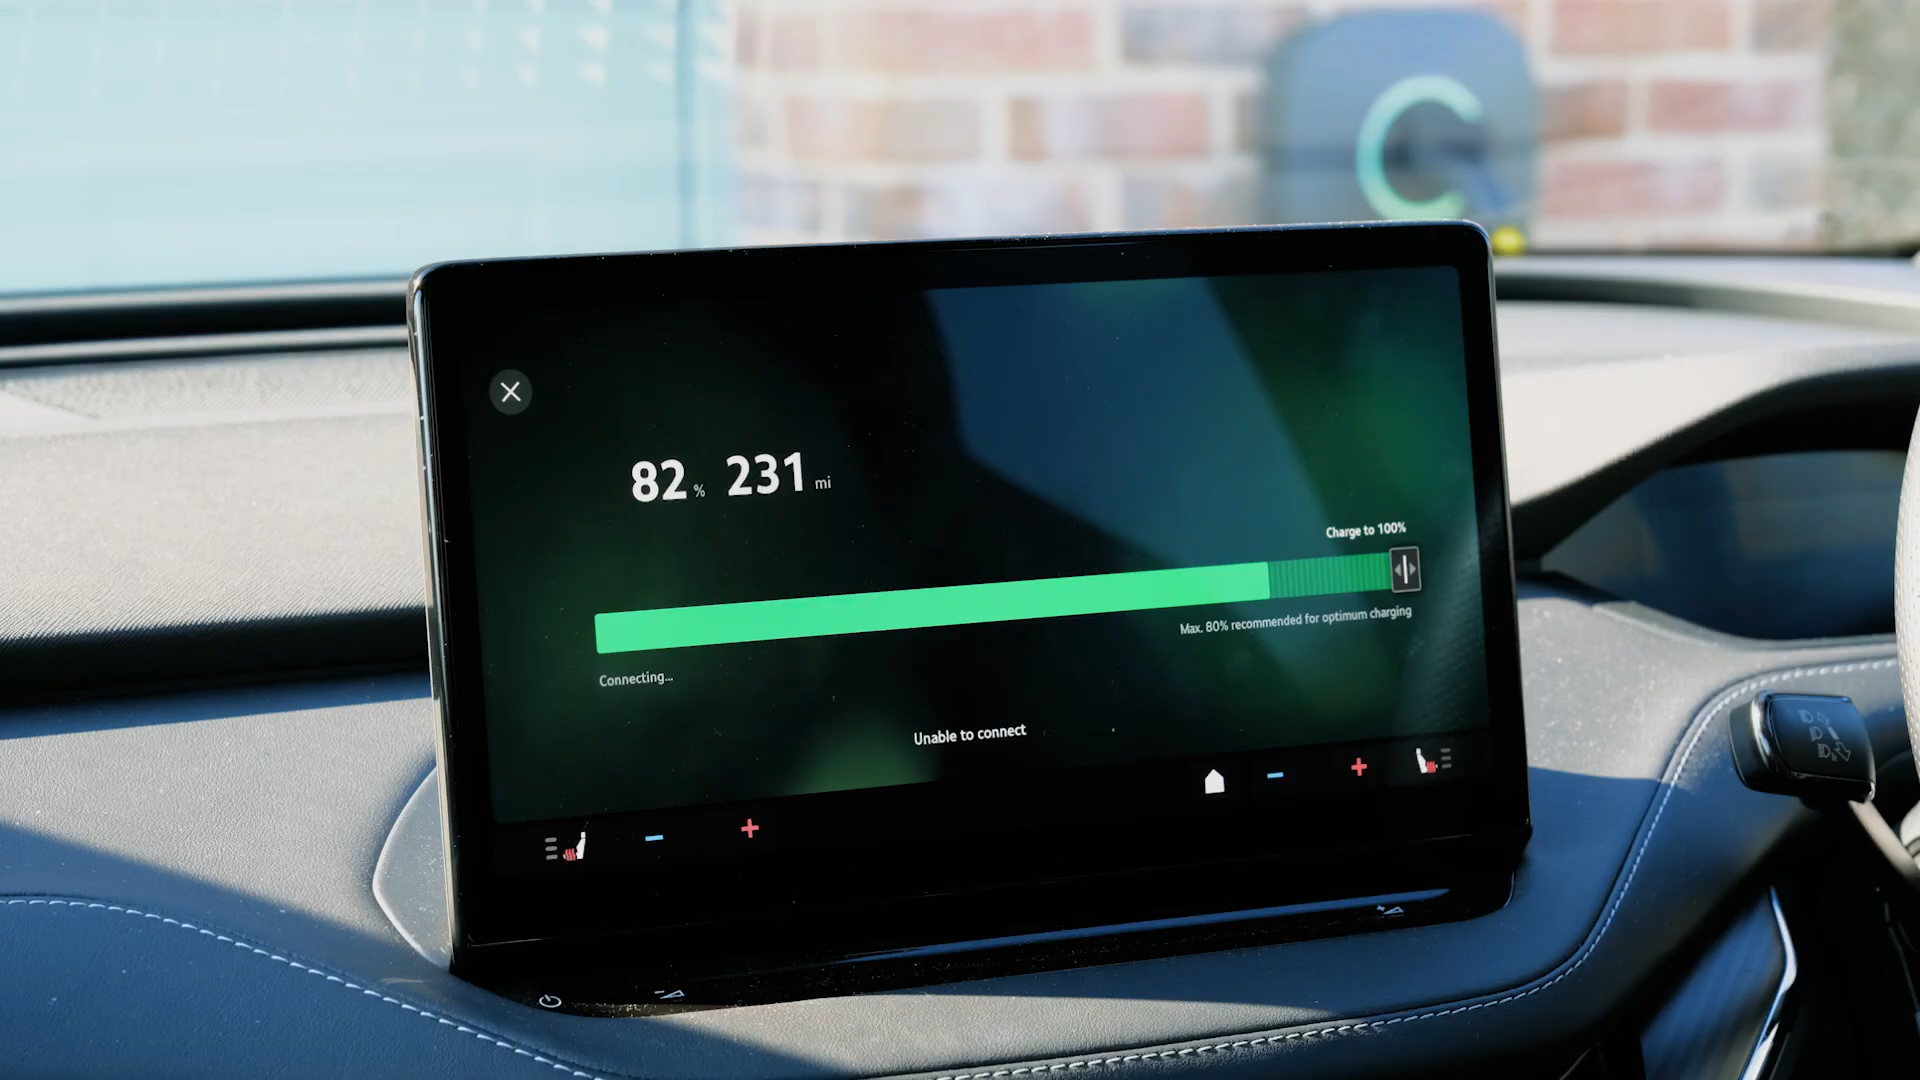 82 % 231 mi
Charge to 100%
Max. 80% recommended for optimum charging
Connecting...
Unable to connect